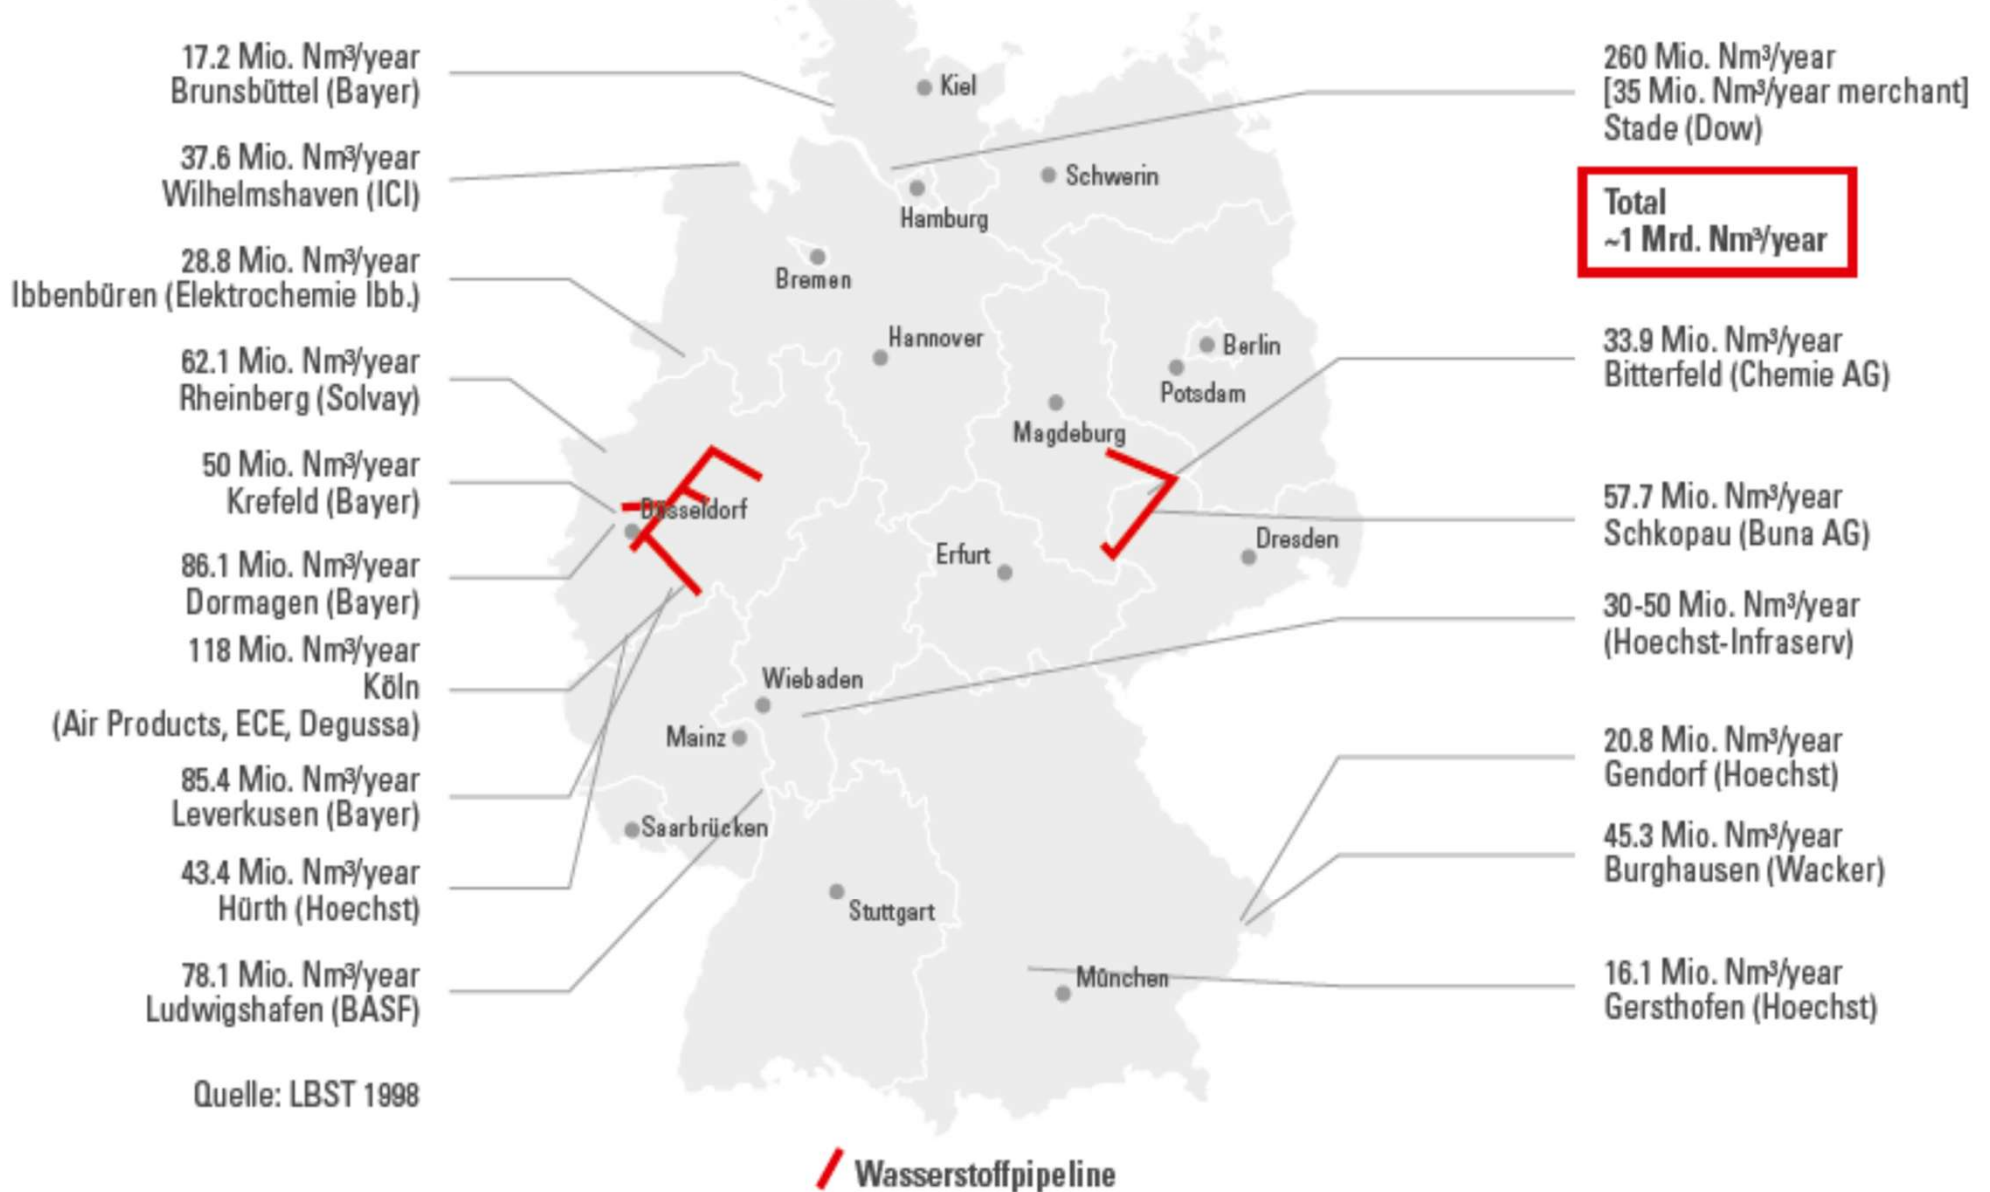 17.2 Mio. Nm³/year
Brunsbüttel (Bayer)
37.6 Mio. Nm³/year
Wilhelmshaven (ICI)
28.8 Mio. Nm³/year
Ibbenbüren (Elektrochemie Ibb.)
62.1 Mio. Nm³/year
Rheinberg (Solvay)
50 Mio. Nm³/year
Krefeld (Bayer)
86.1 Mio. Nm³/year
Dormagen (Bayer)
118 Mio. Nm³/year
Köln
(Air Products, ECE, Degussa)
85.4 Mio. Nm³/year
Leverkusen (Bayer)
43.4 Mio. Nm³/year
Hürth (Hoechst)
78.1 Mio. Nm³/year
Ludwigshafen (BASF)
Quelle: LBST 1998
Kiel
Schwerin
Hamburg
Bremen
Hannover
Berlin
Potsdam
Magdeburg
Düsseldorf
Erfurt
Dresden
Wiebaden
Mainz
Saarbrücken
Stuttgart
München
Wasserstoffpipeline
260 Mio. Nm³/year
[35 Mio. Nm³/year merchant]
Stade (Dow)
Total
~1 Mrd. Nm³/year
33.9 Mio. Nm³/year
Bitterfeld (Chemie AG)
57.7 Mio. Nm³/year
Schkopau (Buna AG)
30-50 Mio. Nm³/year
(Hoechst-Infraserv)
20.8 Mio. Nm³/year
Gendorf (Hoechst)
45.3 Mio. Nm³/year
Burghausen (Wacker)
16.1 Mio. Nm³/year
Gersthofen (Hoechst)